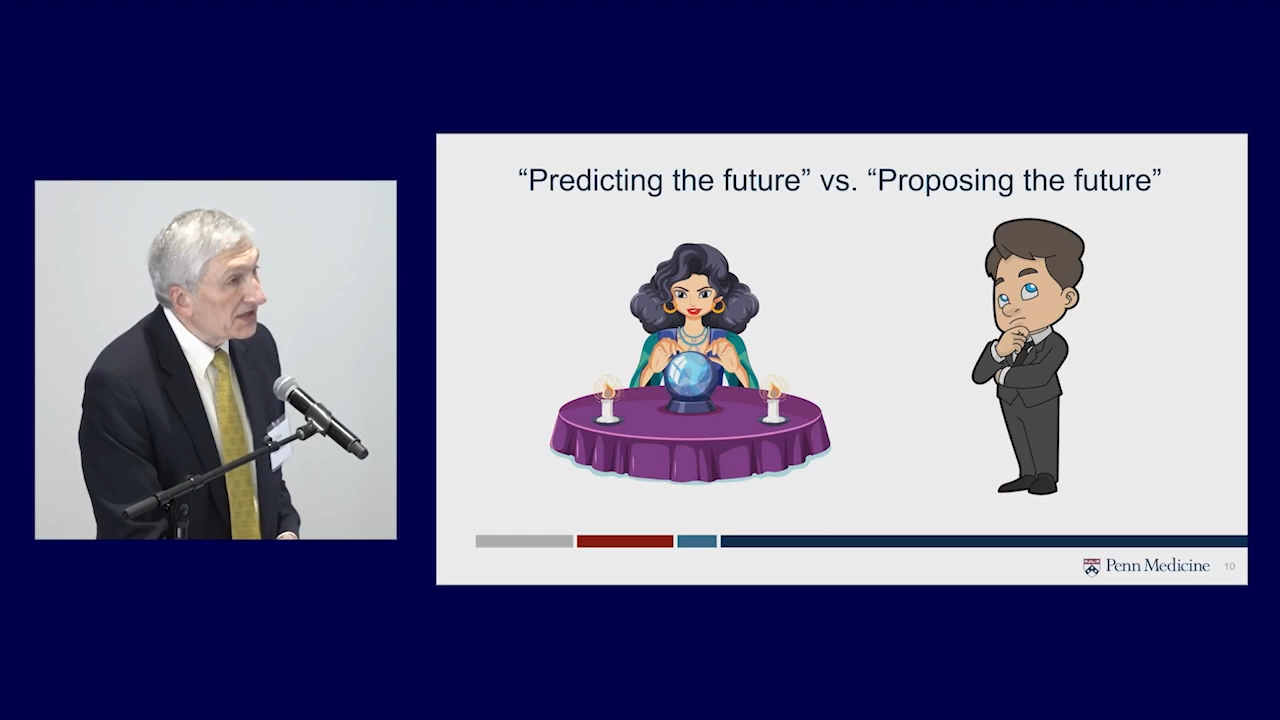 “Predicting the future” vs. “Proposing the future”
Penn Medicine
10